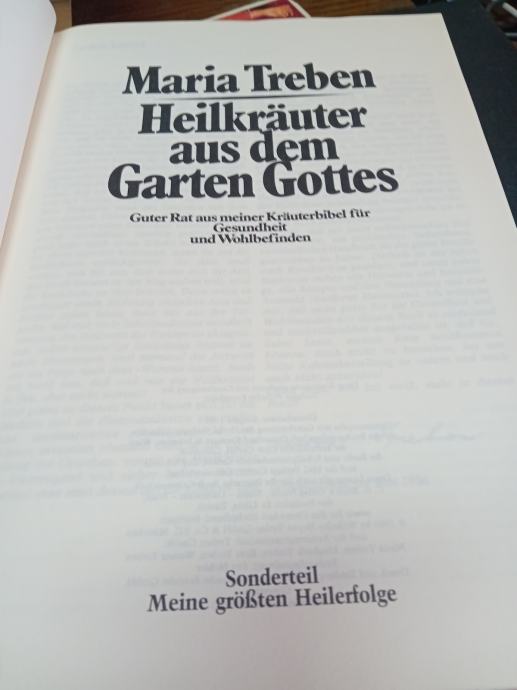 Maria Treben
Heilkräuter
aus dem
Garten Gottes
Guter Rat aus meiner Kräuterbibel für
Gesundheit
und Wohlbefinden
Sonderteil
Meine größten Heilerfolge